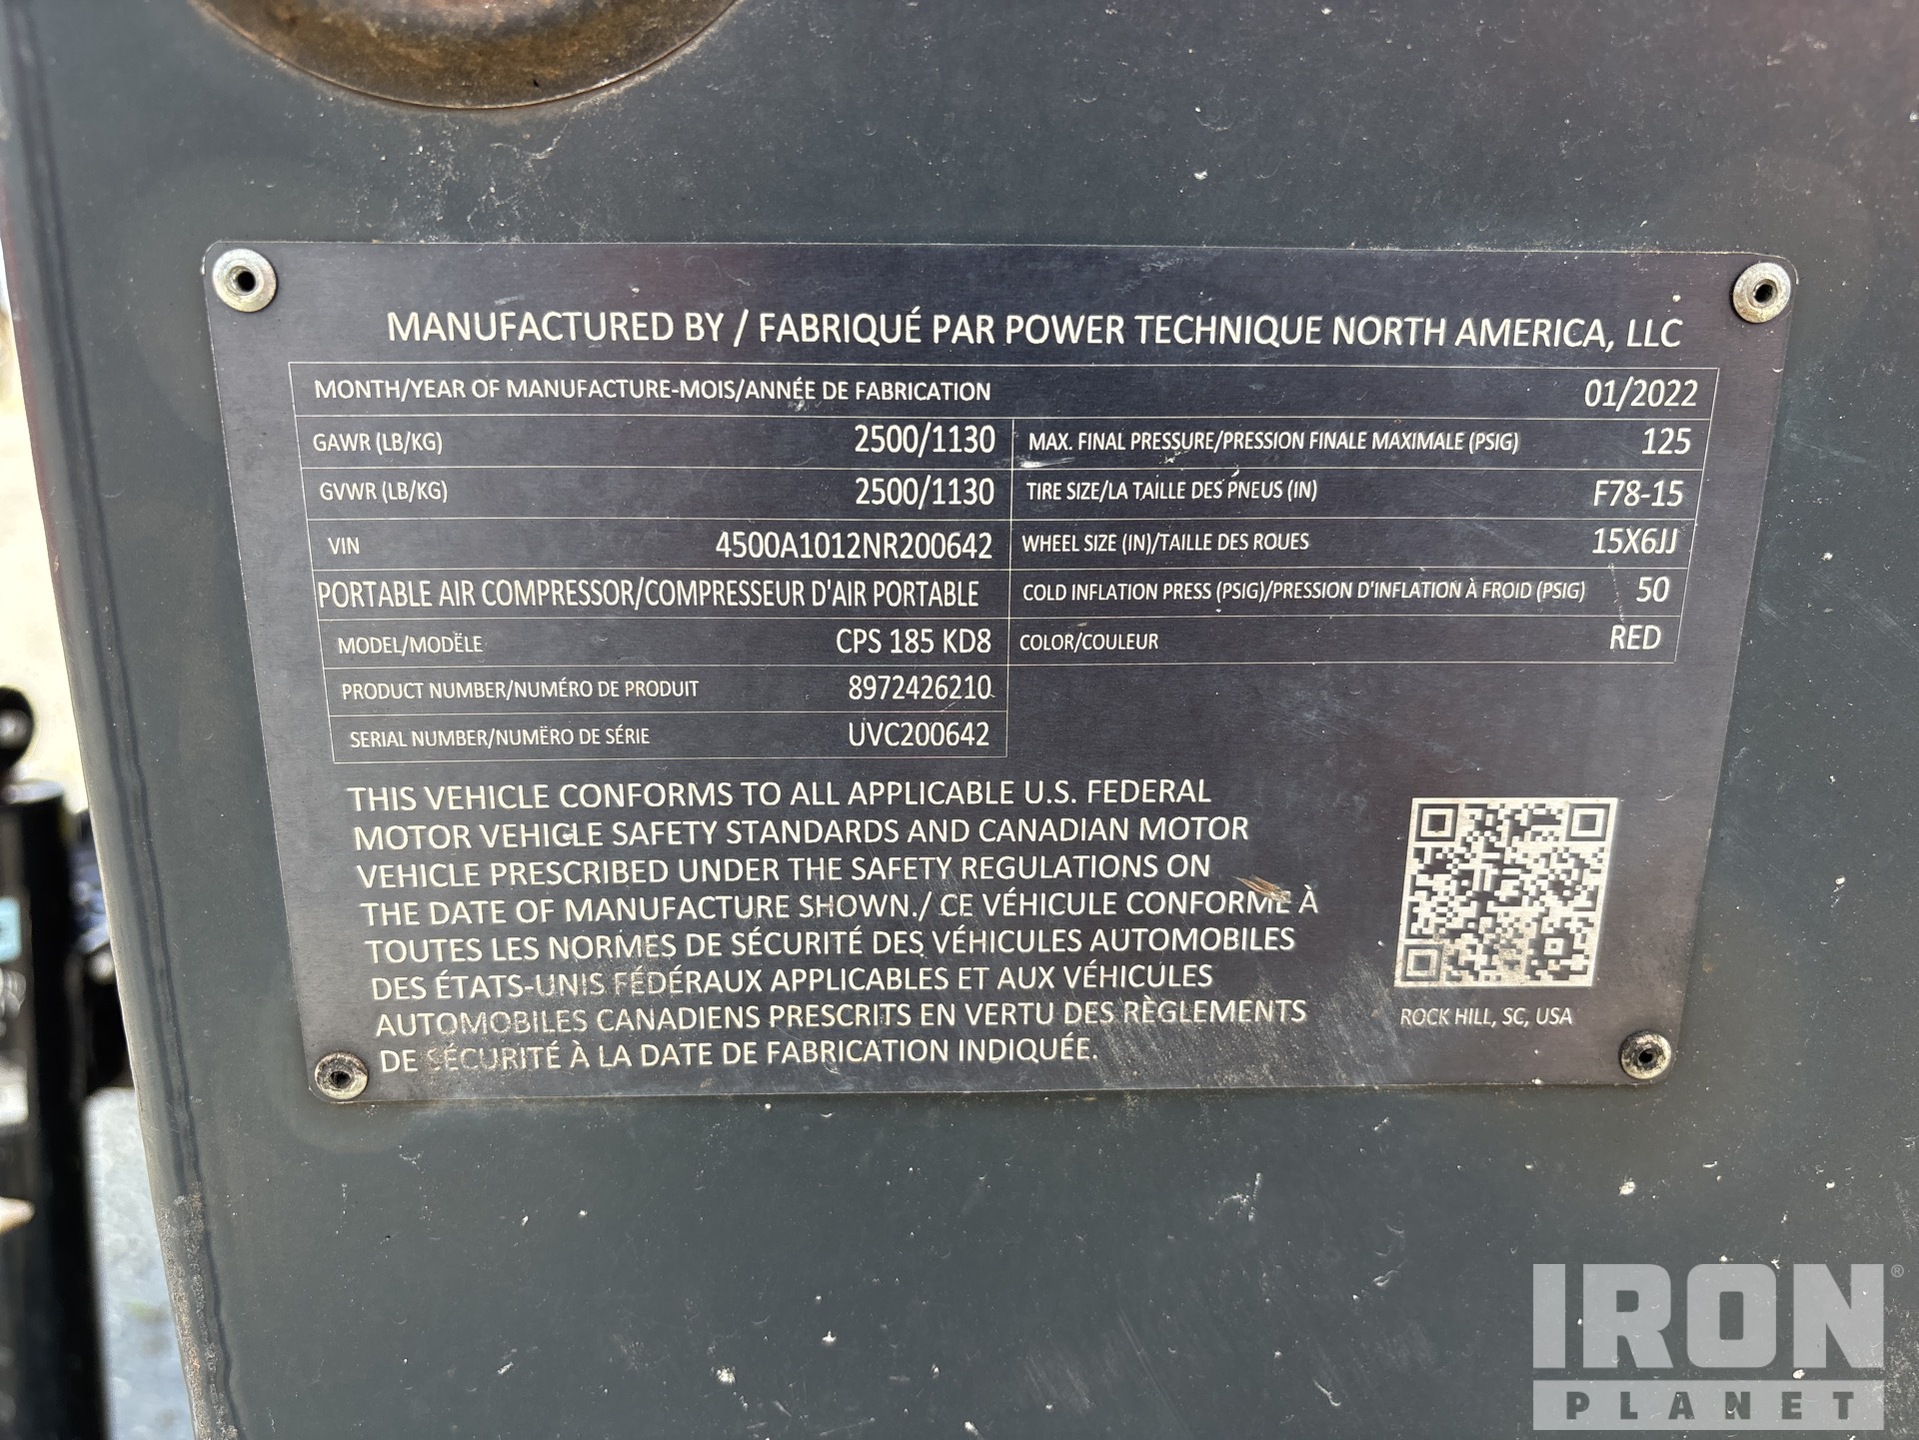 MANUFACTURED BY / FABRIQUÉ PAR POWER TECHNIQUE NORTH AMERICA, LLC
MONTH/YEAR OF MANUFACTURE-MOIS/ANNÉE DE FABRICATION 01/2022
GAWR (LB/KG) 2500/1130 MAX. FINAL PRESSURE/PRESSION FINALE MAXIMALE (PSIG) 125
GVWR (LB/KG) 2500/1130 TIRE SIZE/LA TAILLE DES PNEUS (IN) F78-15
VIN 4500A1012NR200642 WHEEL SIZE (IN)/TAILLE DES ROUES 15X6JJ
PORTABLE AIR COMPRESSOR/COMPRESSEUR D'AIR PORTABLE COLD INFLATION PRESS (PSIG)/PRESSION D'INFLATION À FROID (PSIG) 50
MODEL/MODËLE CPS 185 KD8 COLOR/COULEUR RED
PRODUCT NUMBER/NUMÉRO DE PRODUIT 8972426210
SERIAL NUMBER/NUMËRO DE SÉRIE UVC200642
THIS VEHICLE CONFORMS TO ALL APPLICABLE U.S. FEDERAL
MOTOR VEHICLE SAFETY STANDARDS AND CANADIAN MOTOR
VEHICLE PRESCRIBED UNDER THE SAFETY REGULATIONS ON
THE DATE OF MANUFACTURE SHOWN./ CE VÉHICULE CONFORME À
TOUTES LES NORMES DE SÉCURITÉ DES VÉHICULES AUTOMOBILES
DES ÉTATS-UNIS FÉDÉRAUX APPLICABLES ET AUX VÉHICULES
AUTOMOBILES CANADIENS PRESCRITS EN VERTU DES RÈGLEMENTS
DE SÉCURITÉ À LA DATE DE FABRICATION INDIQUÉE.
ROCK HILL, SC, USA
IRON®
PLANET